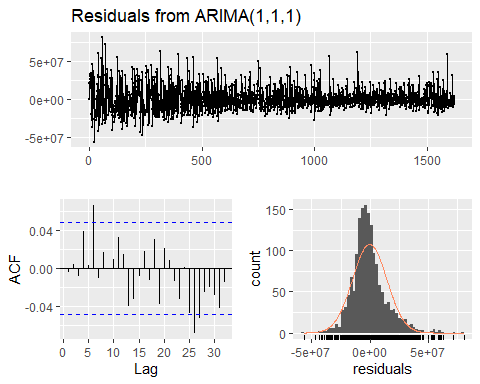 Residuals from ARIMA(1,1,1)
5e+07
0e+00
-5e+07
0 500 1000 1500
ACF
0.04
0.00
-0.04
0 5 10 15 20 25 30
Lag
count
150
100
50
0
-5e+07 0e+00 5e+07
residuals